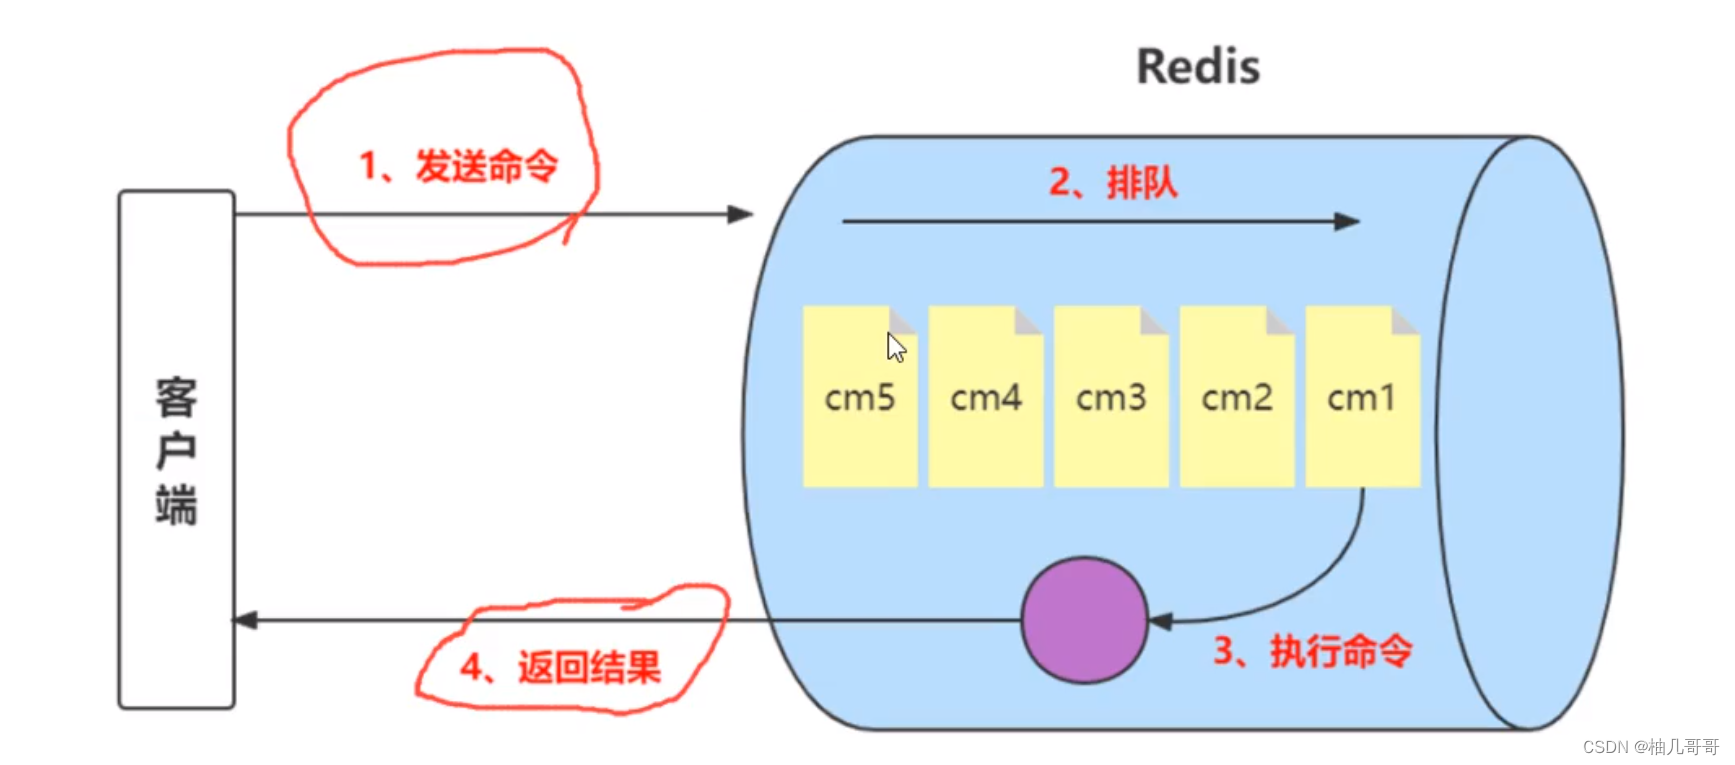 Redis
1、发送命令
2、排队
客户端
cm5
cm4
cm3
cm2
cm1
3、执行命令
4、返回结果
CSDN @柚几哥哥